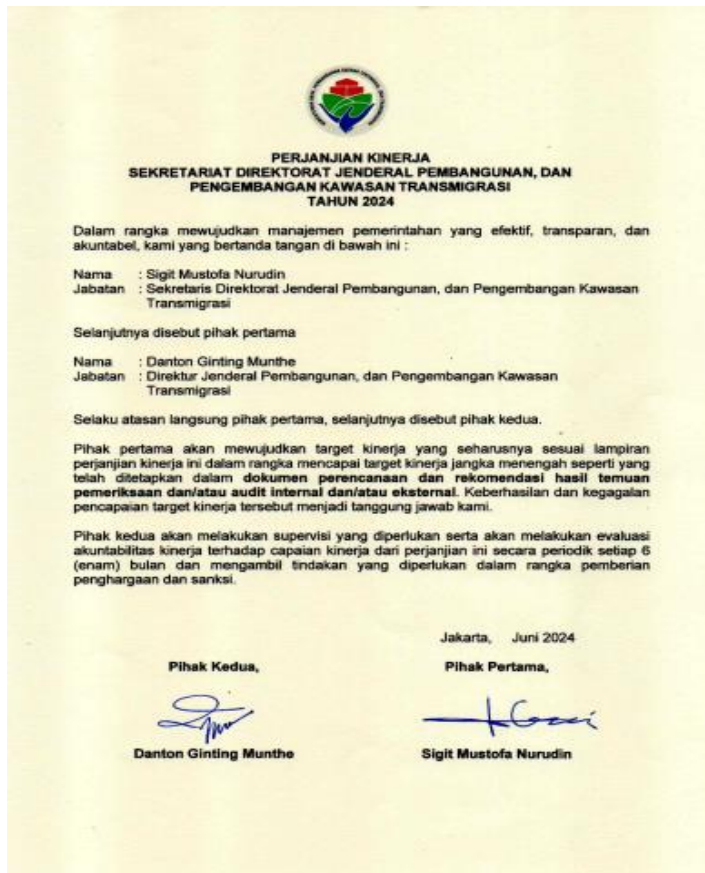 PERJANJIAN KINERJA
SEKRETARIAT DIREKTORAT JENDERAL PEMBANGUNAN, DAN
PENGEMBANGAN KAWASAN TRANSMIGRASI
TAHUN 2024
Dalam rangka mewujudkan manajemen pemerintahan yang efektif, transparan, dan
akuntabel, kami yang bertanda tangan di bawah ini :
Nama : Sigit Mustofa Nurudin
Jabatan : Sekretaris Direktorat Jenderal Pembangunan, dan Pengembangan Kawasan
Transmigrasi
Selanjutnya disebut pihak pertama
Nama : Danton Ginting Munthe
Jabatan : Direktur Jenderal Pembangunan, dan Pengembangan Kawasan
Transmigrasi
Selaku atasan langsung pihak pertama, selanjutnya disebut pihak kedua.
Pihak pertama akan mewujudkan target kinerja yang seharusnya sesuai lampiran
perjanjian kinerja ini dalam rangka mencapai target kinerja jangka menengah seperti yang
telah ditetapkan dalam dokumen perencanaan dan rekomendasi hasil temuan
pemeriksaan dan/atau audit internal dan/atau eksternal. Keberhasilan dan kegagalan
pencapaian target kinerja tersebut menjadi tanggung jawab kami.
Pihak kedua akan melakukan supervisi yang diperlukan serta akan melakukan evaluasi
akuntabilitas kinerja terhadap capaian kinerja dari perjanjian ini secara periodik setiap 6
(enam) bulan dan mengambil tindakan yang diperlukan dalam rangka pemberian
penghargaan dan sanksi.
Jakarta, Juni 2024
Pihak Kedua, Pihak Pertama,
Danton Ginting Munthe Sigit Mustofa Nurudin